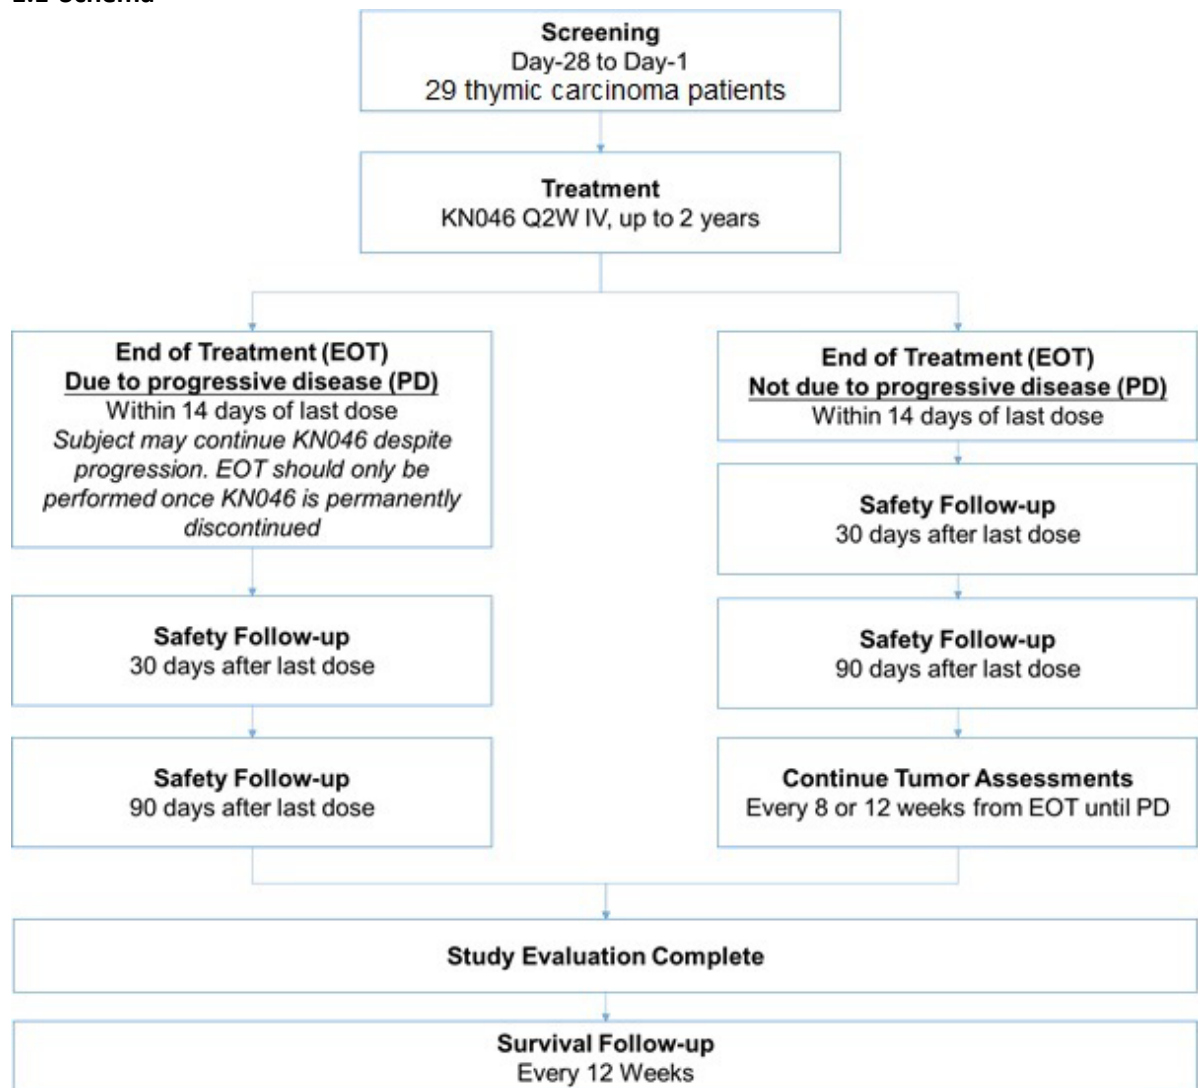 Screening
Day-28 to Day-1
29 thymic carcinoma patients
Treatment
KN046 Q2W IV, up to 2 years
End of Treatment (EOT)
Due to progressive disease (PD)
Within 14 days of last dose
Subject may continue KN046 despite
progression. EOT should only be
performed once KN046 is permanently
discontinued
Safety Follow-up
30 days after last dose
Safety Follow-up
90 days after last dose
End of Treatment (EOT)
Not due to progressive disease (PD)
Within 14 days of last dose
Safety Follow-up
30 days after last dose
Safety Follow-up
90 days after last dose
Continue Tumor Assessments
Every 8 or 12 weeks from EOT until PD
Study Evaluation Complete
Survival Follow-up
Every 12 Weeks